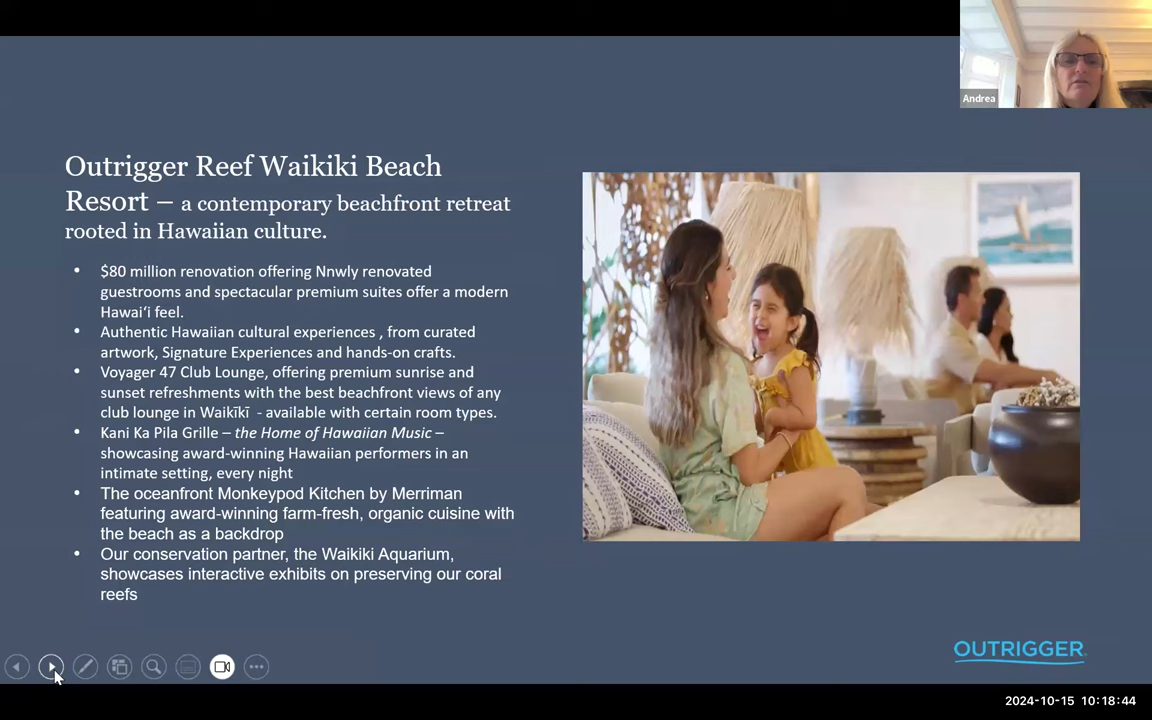 Andrea
Outrigger Reef Waikiki Beach
Resort – a contemporary beachfront retreat
rooted in Hawaiian culture.
• $80 million renovation offering Nnwly renovated
guestrooms and spectacular premium suites offer a modern
Hawai‘i feel.
• Authentic Hawaiian cultural experiences , from curated
artwork, Signature Experiences and hands-on crafts.
• Voyager 47 Club Lounge, offering premium sunrise and
sunset refreshments with the best beachfront views of any
club lounge in Waikīkī - available with certain room types.
• Kani Ka Pila Grille – the Home of Hawaiian Music –
showcasing award-winning Hawaiian performers in an
intimate setting, every night
• The oceanfront Monkeypod Kitchen by Merriman
featuring award-winning farm-fresh, organic cuisine with
the beach as a backdrop
• Our conservation partner, the Waikiki Aquarium,
showcases interactive exhibits on preserving our coral
reefs
OUTRIGGER
2024-10-15 10:18:44